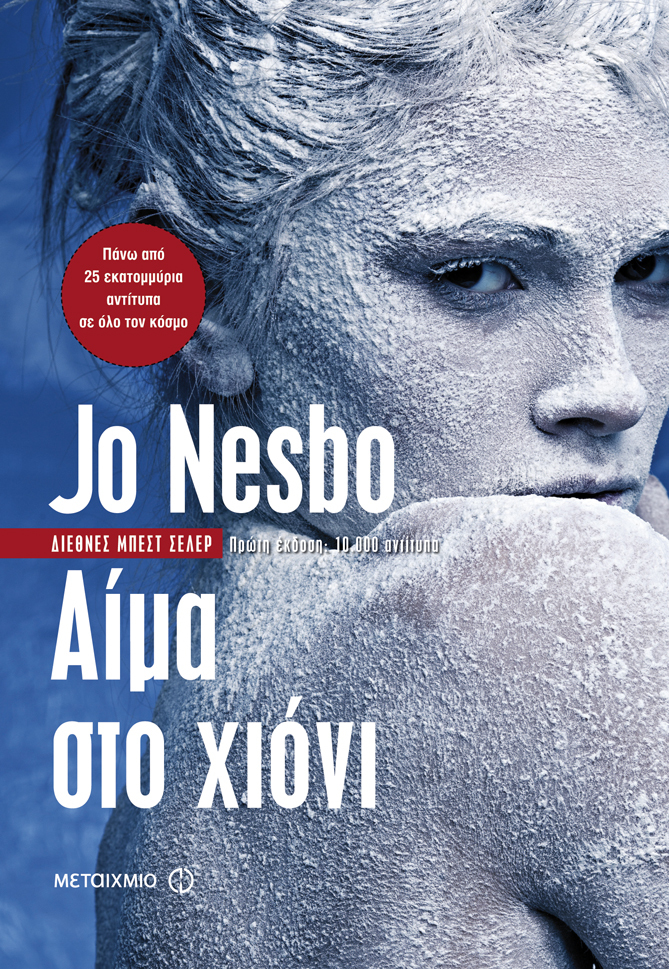 Πάνω από
25 εκατομμύρια
αντίτυπα
σε όλο τον κόσμο
Jo Nesbo
ΔΙΕΘΝΕΣ ΜΠΕΣΤ ΣΕΛΕΡ Πρώτη έκδοση: 10.000 αντίτυπα
Αίμα
στο χιόνι
ΜΕΤΑΙΧΜΙΟ